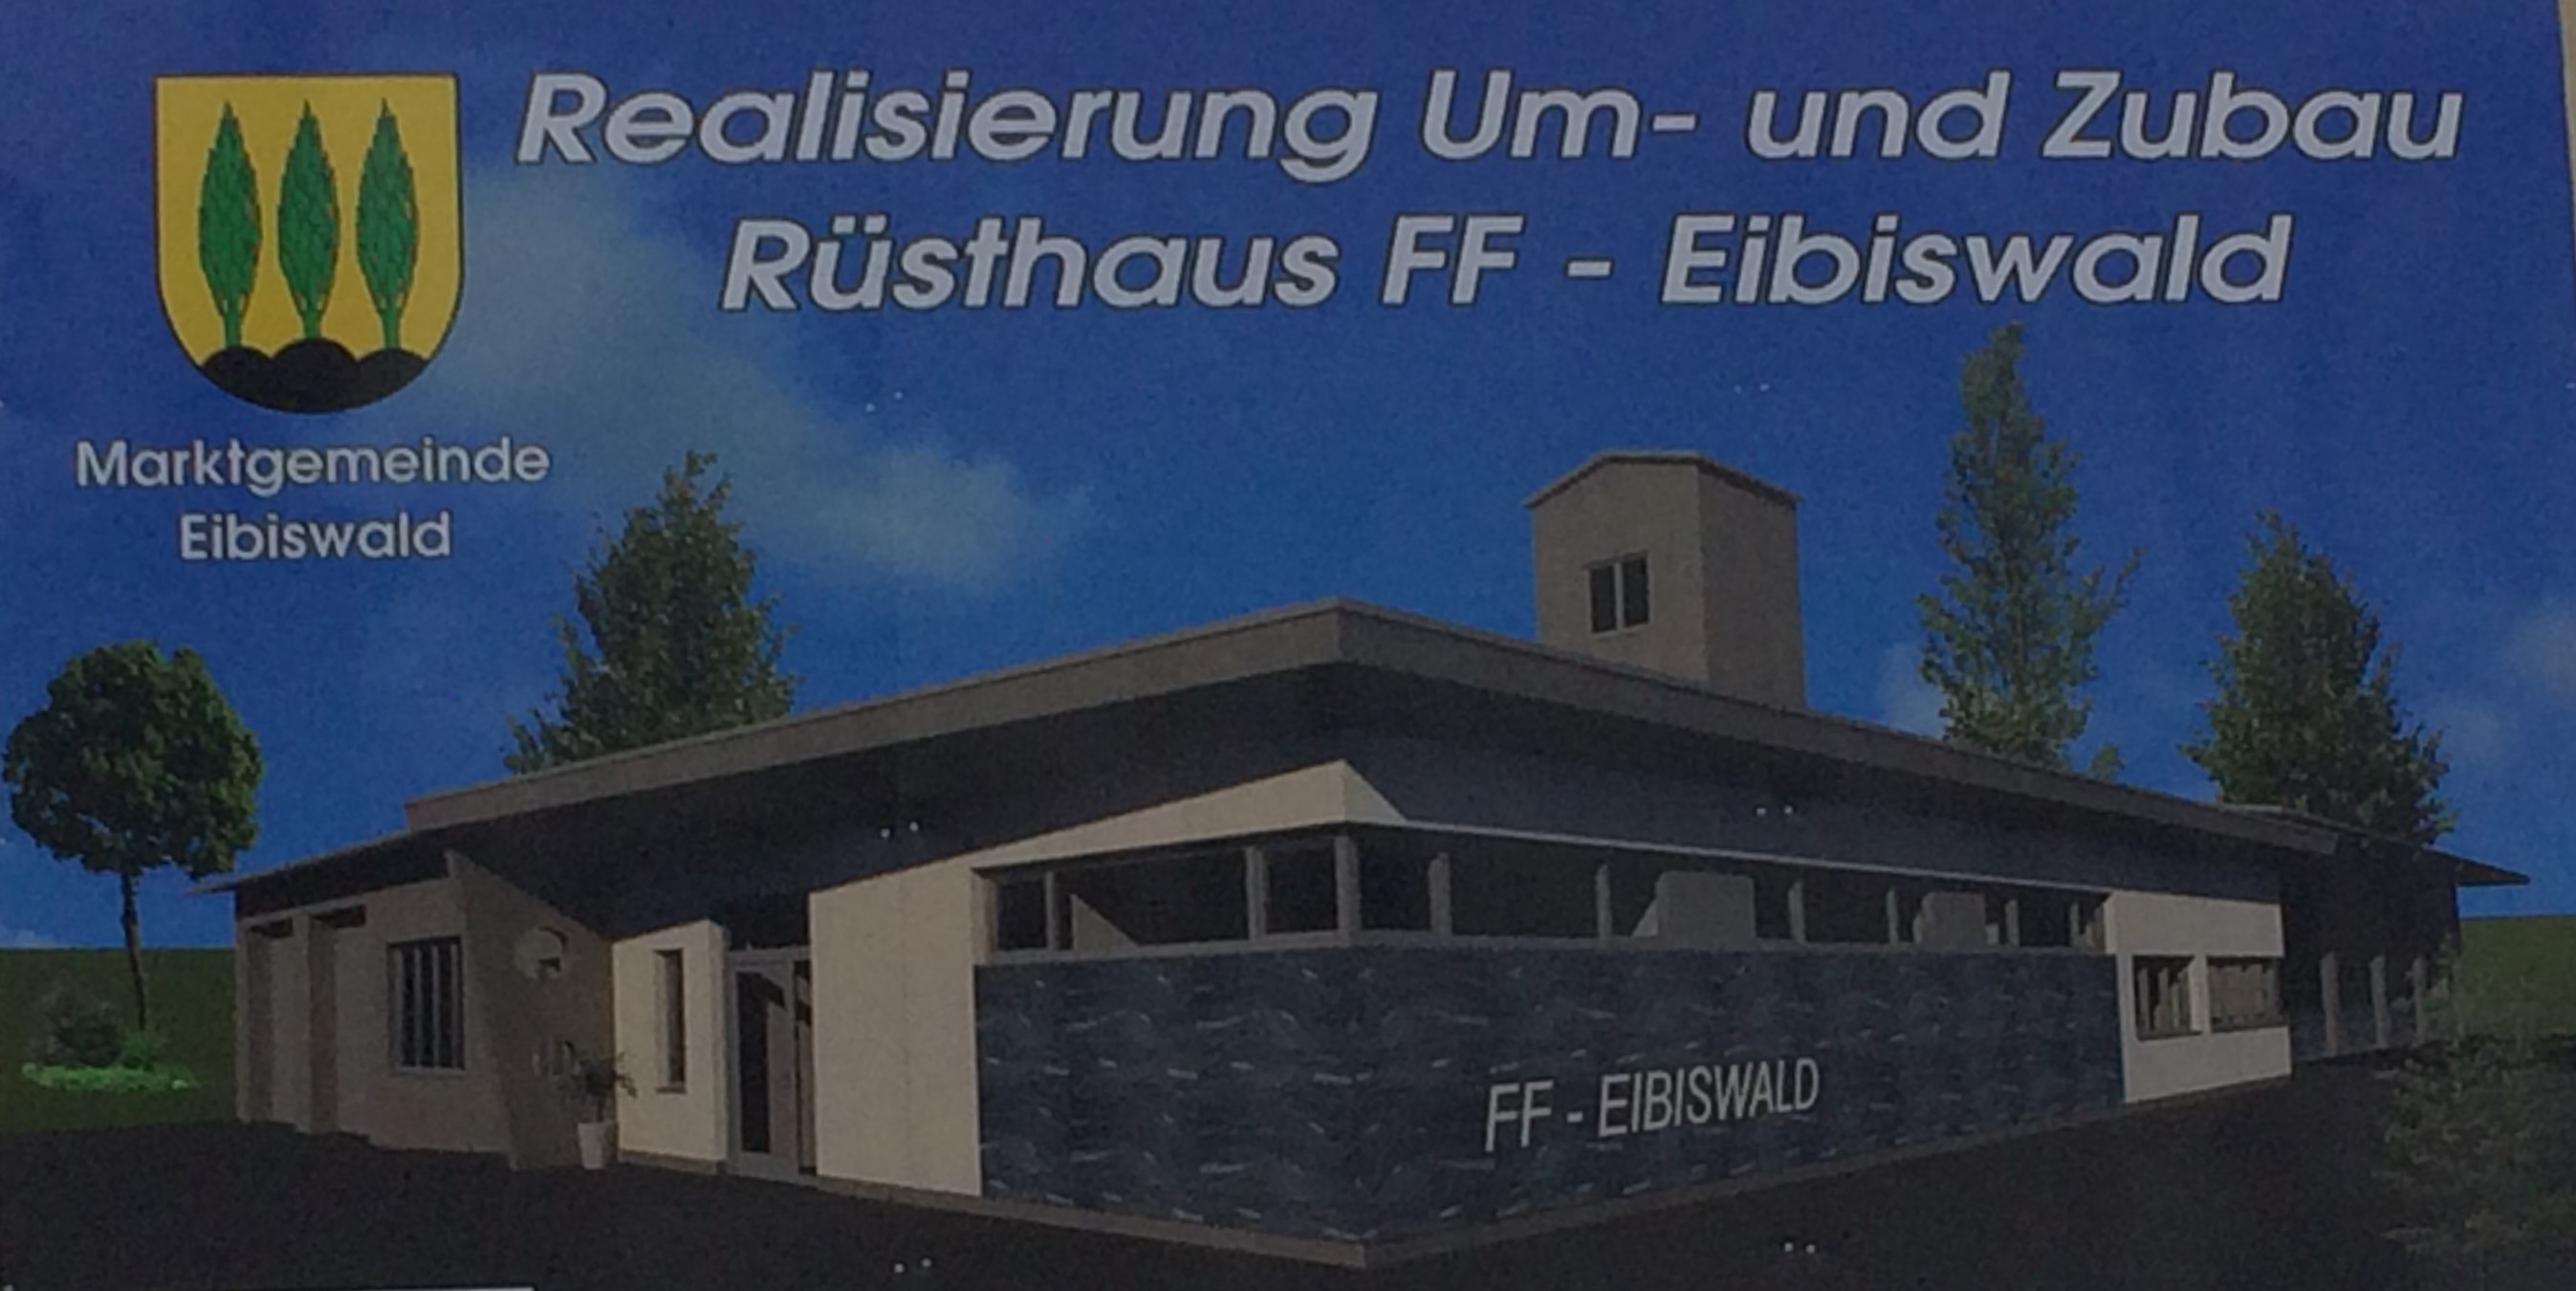 Realisierung Um- und Zubau
Rüsthaus FF - Eibiswald
Marktgemeinde
Eibiswald
FF - EIBISWALD